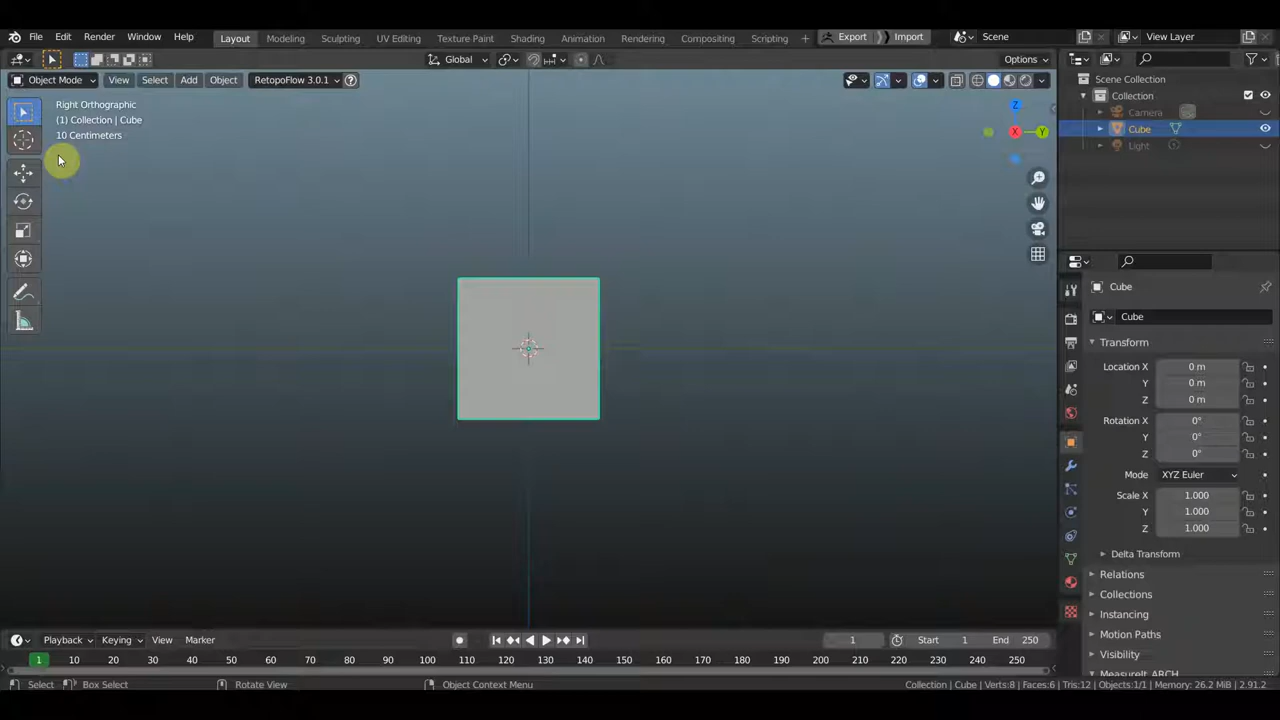 File Edit Render Window Help Layout Modeling Sculpting UV Editing Texture Paint Shading Animation Rendering Compositing Scripting + Export Import Scene View Layer
Global Options
Object Mode View Select Add Object RetopoFlow 3.0.1
Right Orthographic
(1) Collection | Cube
10 Centimeters
Z
X
Y
Scene Collection
Collection
Camera
Cube
Light
Cube
Cube
Transform
Location X 0 m
Y 0 m
Z 0 m
Rotation X 0°
Y 0°
Z 0°
Mode XYZ Euler
Scale X 1.000
Y 1.000
Z 1.000
Delta Transform
Relations
Collections
Instancing
Motion Paths
Visibility
MeasureIt_ARCH
Playback Keying View Marker 1 Start 1 End 250
1 10 20 30 40 50 60 70 80 90 100 110 120 130 140 150 160 170 180 190 200 210 220 230 240 250
Select Box Select Rotate View Object Context Menu Collection | Cube | Verts:8 | Faces:6 | Tris:12 | Objects:1/1 | Memory: 26.2 MiB | 2.91.2